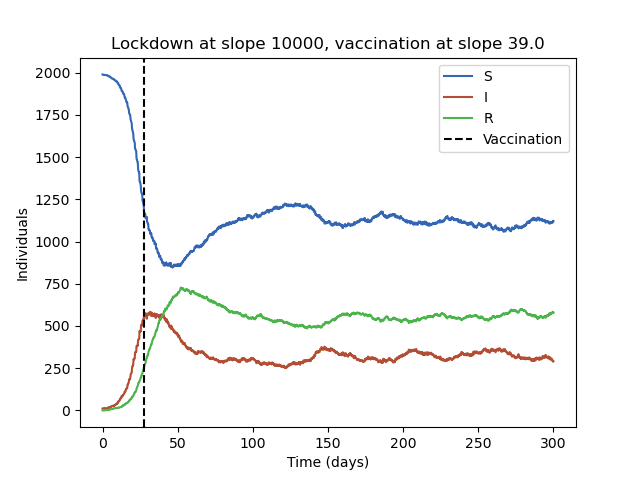 Lockdown at slope 10000, vaccination at slope 39.0
2000
1750
1500
1250
1000
750
500
250
0
Individuals
S
I
R
Vaccination
0
50
100
150
200
250
300
Time (days)